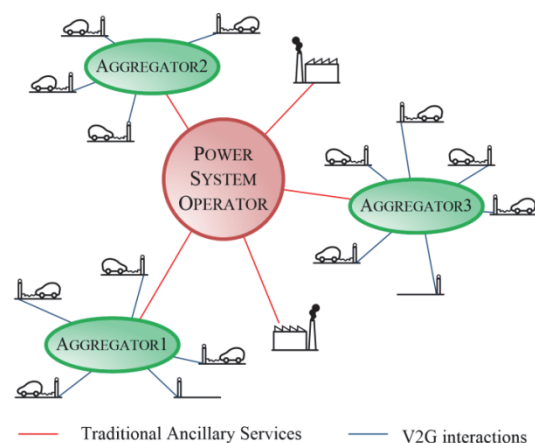 AGGREGATOR2
POWER
SYSTEM
OPERATOR
AGGREGATOR3
AGGREGATOR1
Traditional Ancillary Services
V2G interactions